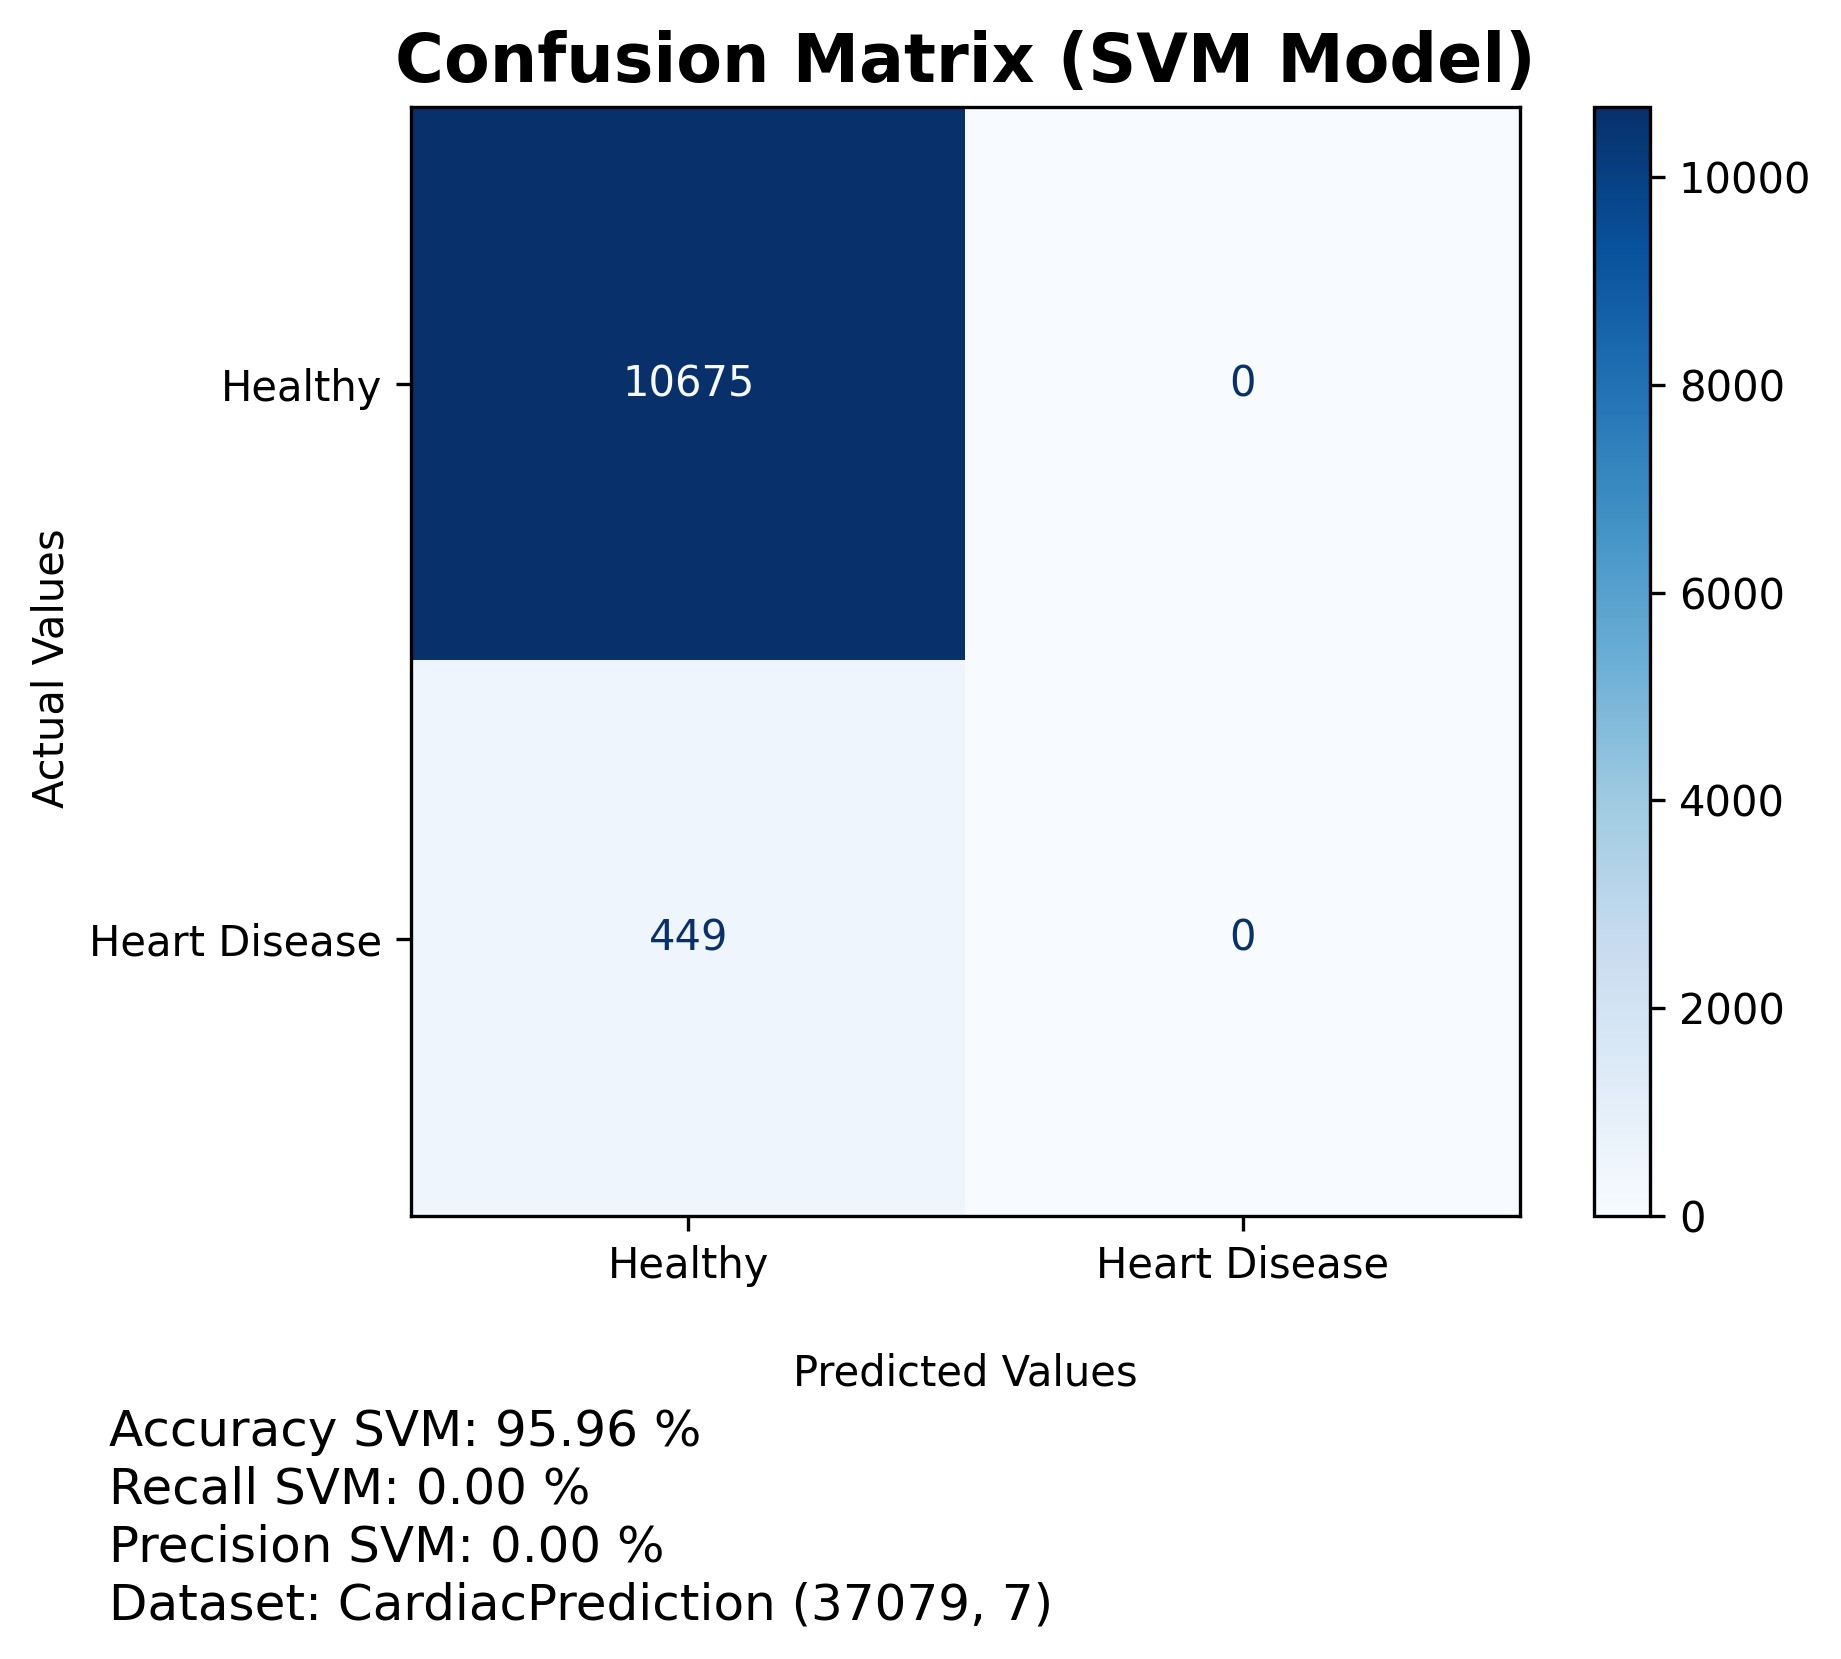 Confusion Matrix (SVM Model)
10000
8000
6000
4000
2000
0
Actual Values
Healthy
10675
0
Heart Disease
449
0
Healthy
Heart Disease
Predicted Values
Accuracy SVM: 95.96 %
Recall SVM: 0.00 %
Precision SVM: 0.00 %
Dataset: CardiacPrediction (37079, 7)